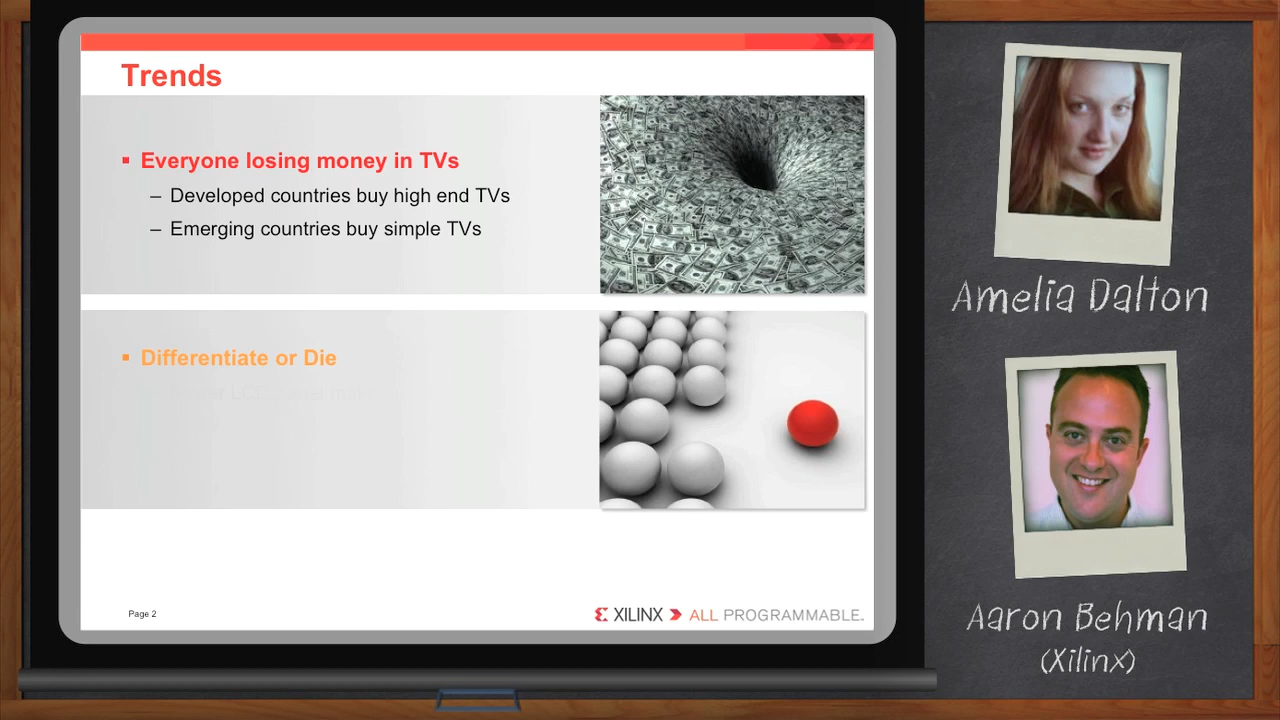 Trends
▪ Everyone losing money in TVs
– Developed countries buy high end TVs
– Emerging countries buy simple TVs
▪ Differentiate or Die
Page 2
XILINX ALL PROGRAMMABLE.
Amelia Dalton
Aaron Behman
(Xilinx)